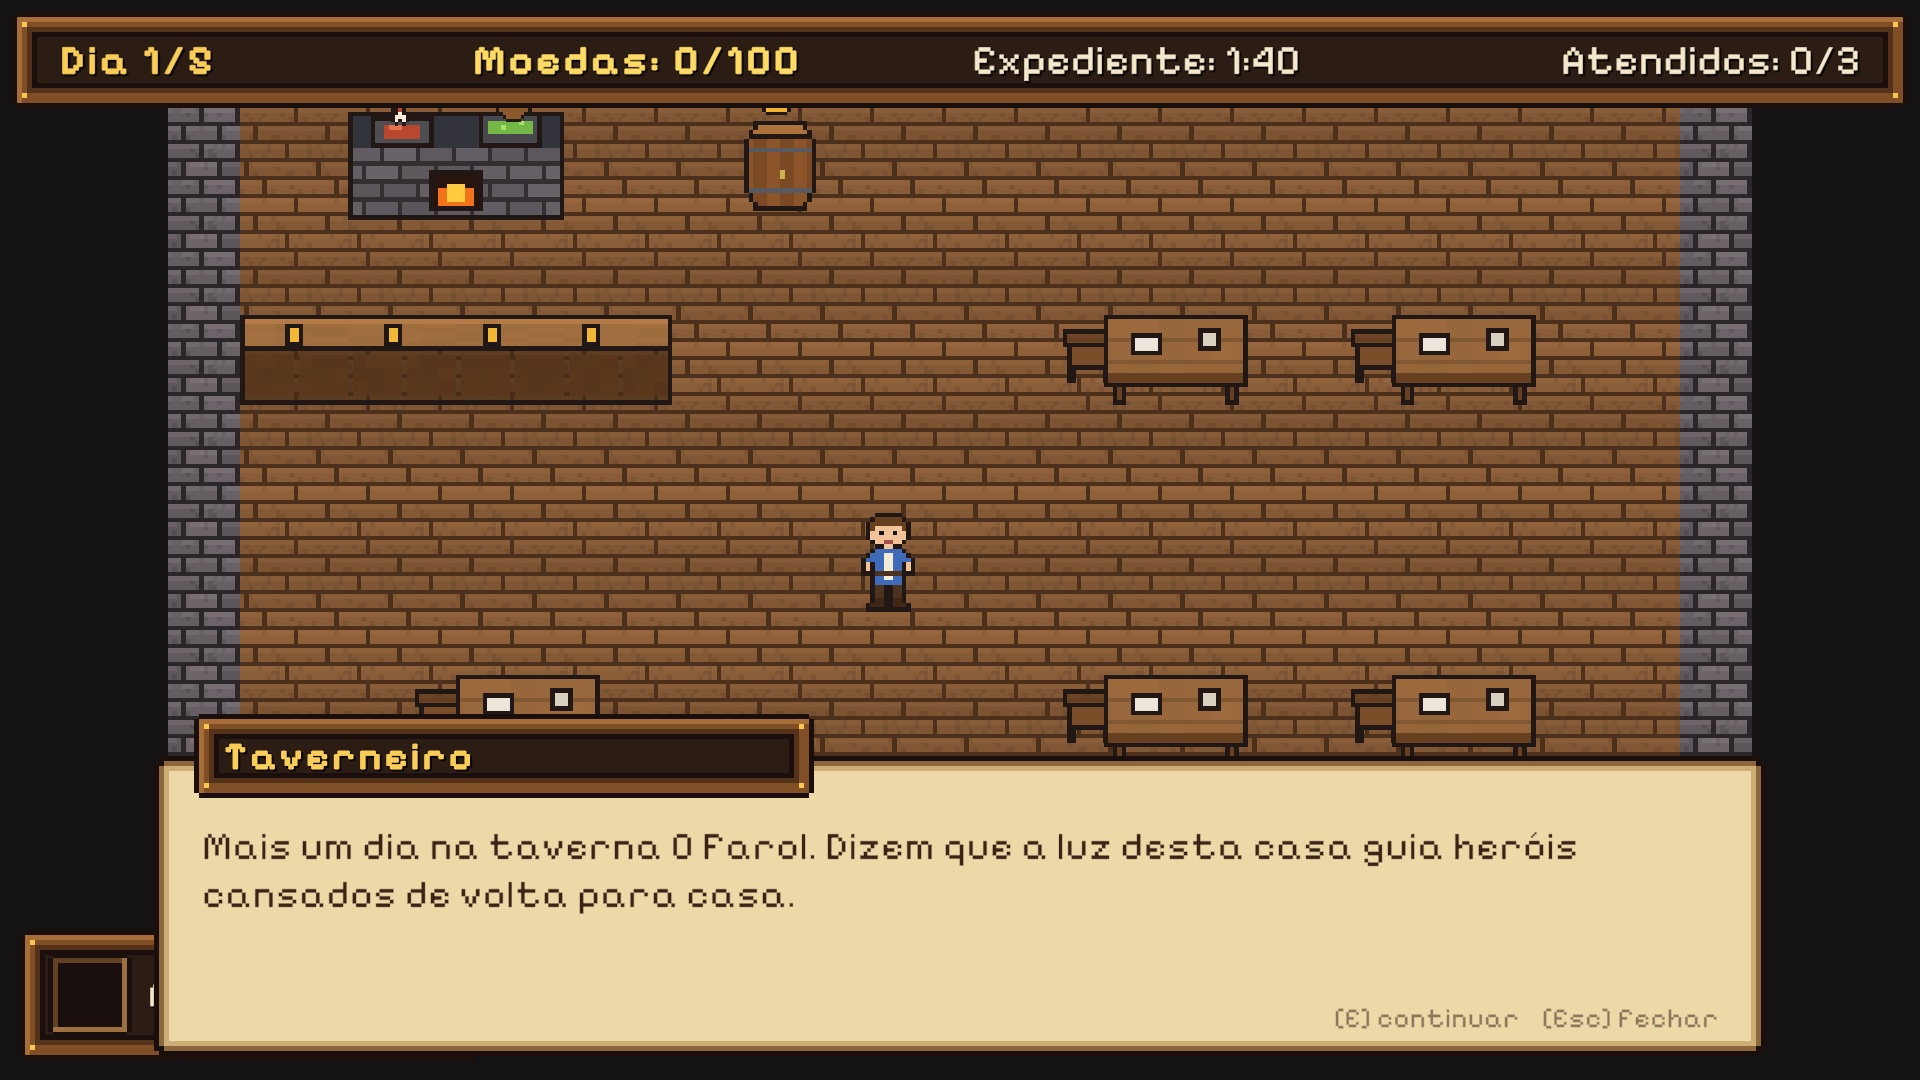 Dia 1/8
Moedas: 0/100
Expediente: 1:40
Atendidos: 0/3
Taverneiro
Mais um dia na taverna O Farol. Dizem que a luz desta casa guia heróis
cansados de volta para casa.
(E) continuar (Esc) fechar